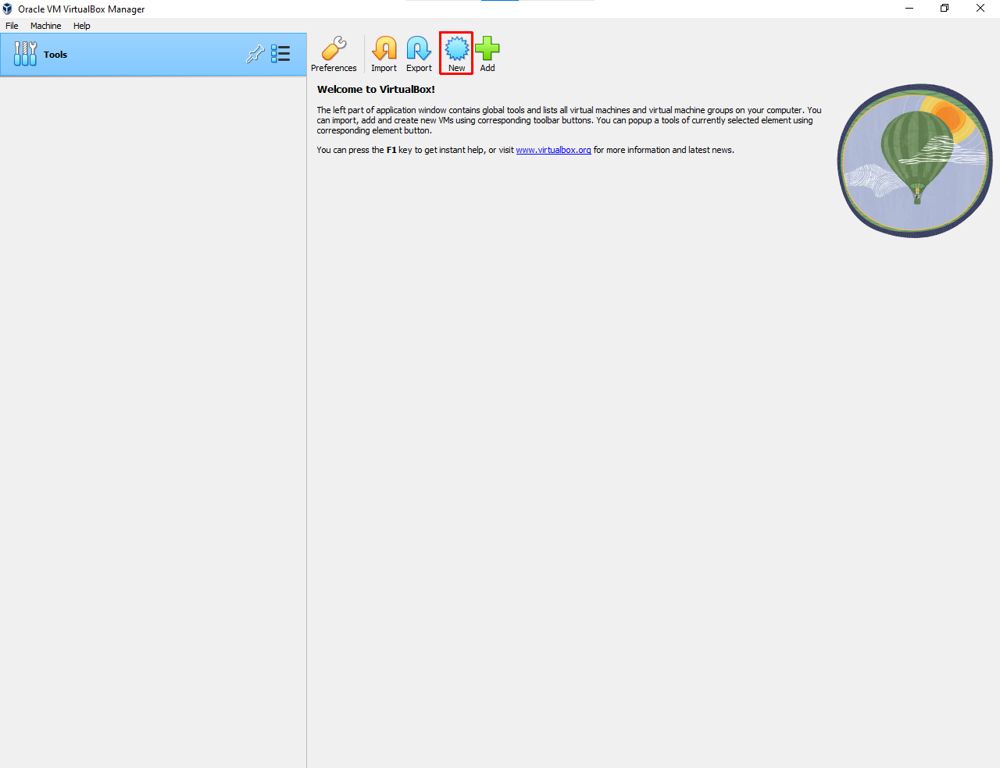 Oracle VM VirtualBox Manager
File Machine Help
Tools
Preferences Import Export New Add
Welcome to VirtualBox!
The left part of application window contains global tools and lists all virtual machines and virtual machine groups on your computer. You
can import, add and create new VMs using corresponding toolbar buttons. You can popup a tools of currently selected element using
corresponding element button.
You can press the F1 key to get instant help, or visit www.virtualbox.org for more information and latest news.